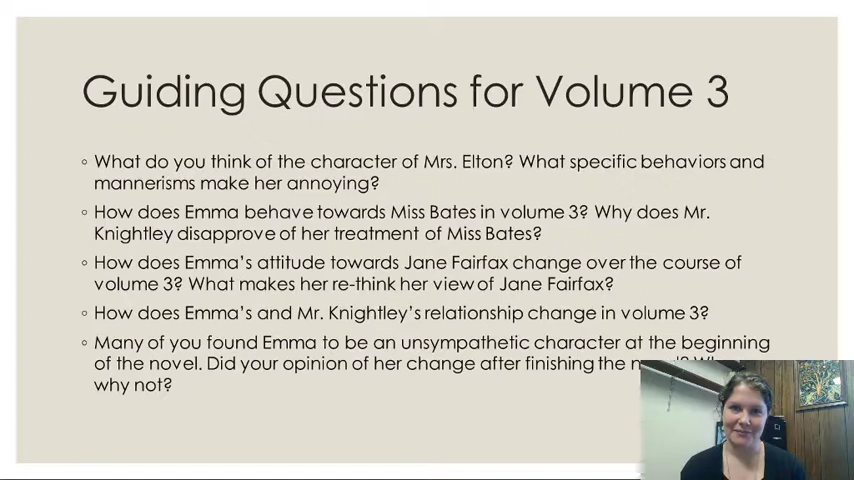 Guiding Questions for Volume 3
◦ What do you think of the character of Mrs. Elton? What specific behaviors and
mannerisms make her annoying?
◦ How does Emma behave towards Miss Bates in volume 3? Why does Mr.
Knightley disapprove of her treatment of Miss Bates?
◦ How does Emma's attitude towards Jane Fairfax change over the course of
volume 3? What makes her re-think her view of Jane Fairfax?
◦ How does Emma's and Mr. Knightley's relationship change in volume 3?
◦ Many of you found Emma to be an unsympathetic character at the beginning
of the novel. Did your opinion of her change after finishing the
why not?